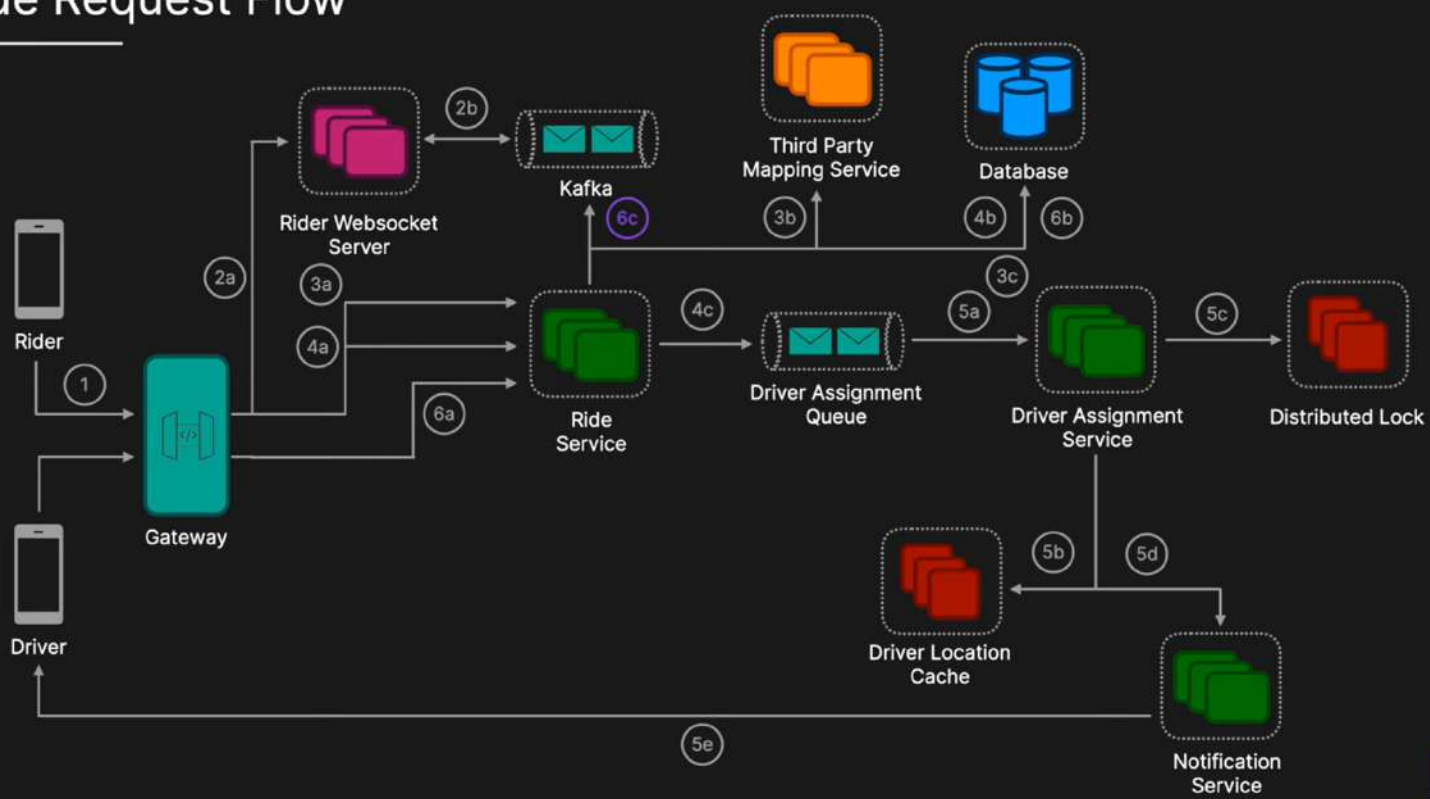 de Request Flow
2b
Third Party
Mapping Service
Database
Kafka
Rider Websocket
Server
6c
3b
4b
6b
2a
3a
3c
Rider
4a
4c
5a
5c
1
6a
Ride
Service
Driver Assignment
Queue
Driver Assignment
Service
Distributed Lock
</>
Gateway
5b
5d
Driver
Driver Location
Cache
5e
Notification
Service